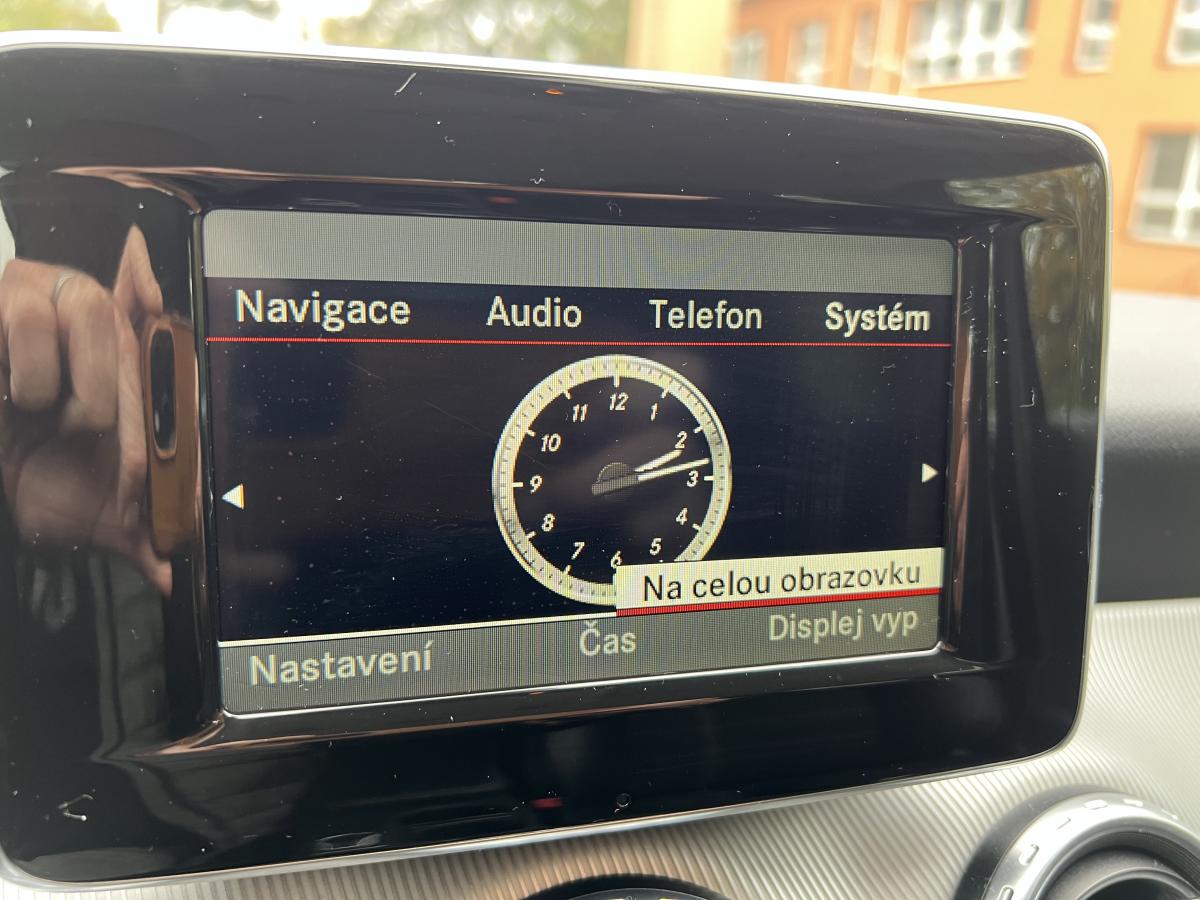 Navigace Audio Telefon Systém
12
11 1
10 2
9 3
8 4
7 5
6
Na celou obrazovku
Nastavení Čas Displej vyp